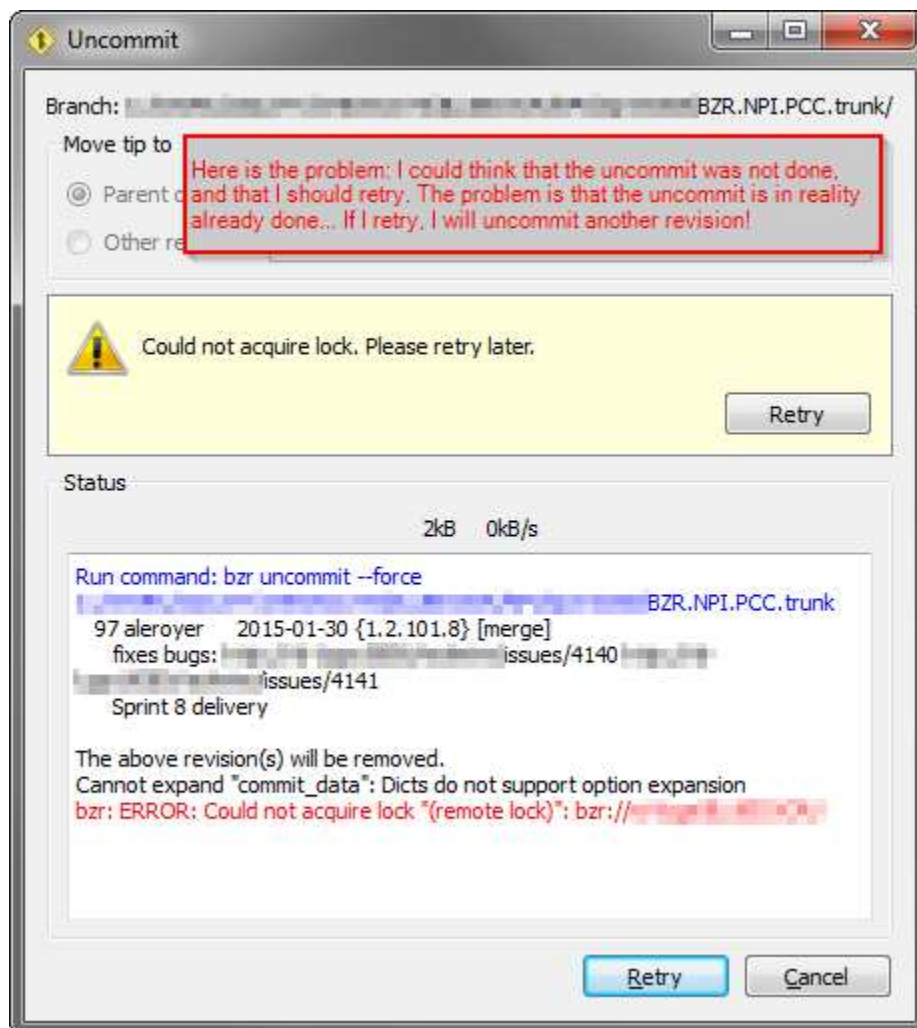 Uncommit
Branch: BZR.NPI.PCC.trunk/
Move tip to
Here is the problem: I could think that the uncommit was not done,
and that I should retry. The problem is that the uncommit is in reality
already done... If I retry, I will uncommit another revision!
Parent
Other re
Could not acquire lock. Please retry later.
Retry
Status
2kB 0kB/s
Run command: bzr uncommit --force
BZR.NPI.PCC.trunk
97 aleroyer 2015-01-30 {1.2.101.8} [merge]
fixes bugs: issues/4140
issues/4141
Sprint 8 delivery
The above revision(s) will be removed.
Cannot expand "commit_data": Dicts do not support option expansion
bzr: ERROR: Could not acquire lock "(remote lock)": bzr://
Retry Cancel